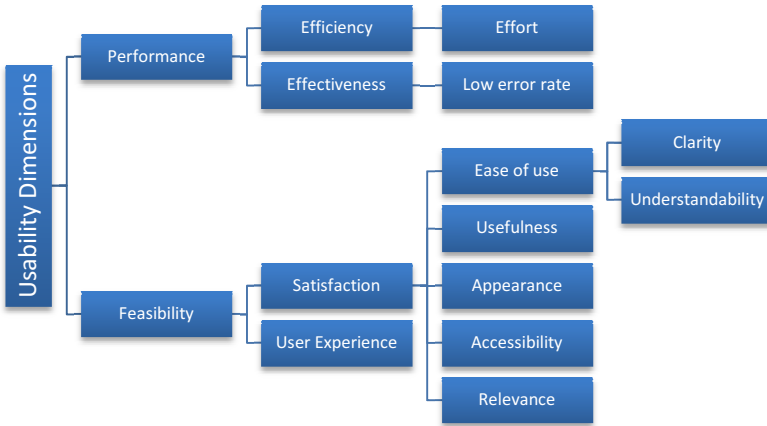 Usability Dimensions
Performance
Efficiency
Effort
Effectiveness
Low error rate
Feasibility
Satisfaction
Ease of use
Clarity
Understandability
Usefulness
Appearance
Accessibility
Relevance
User Experience